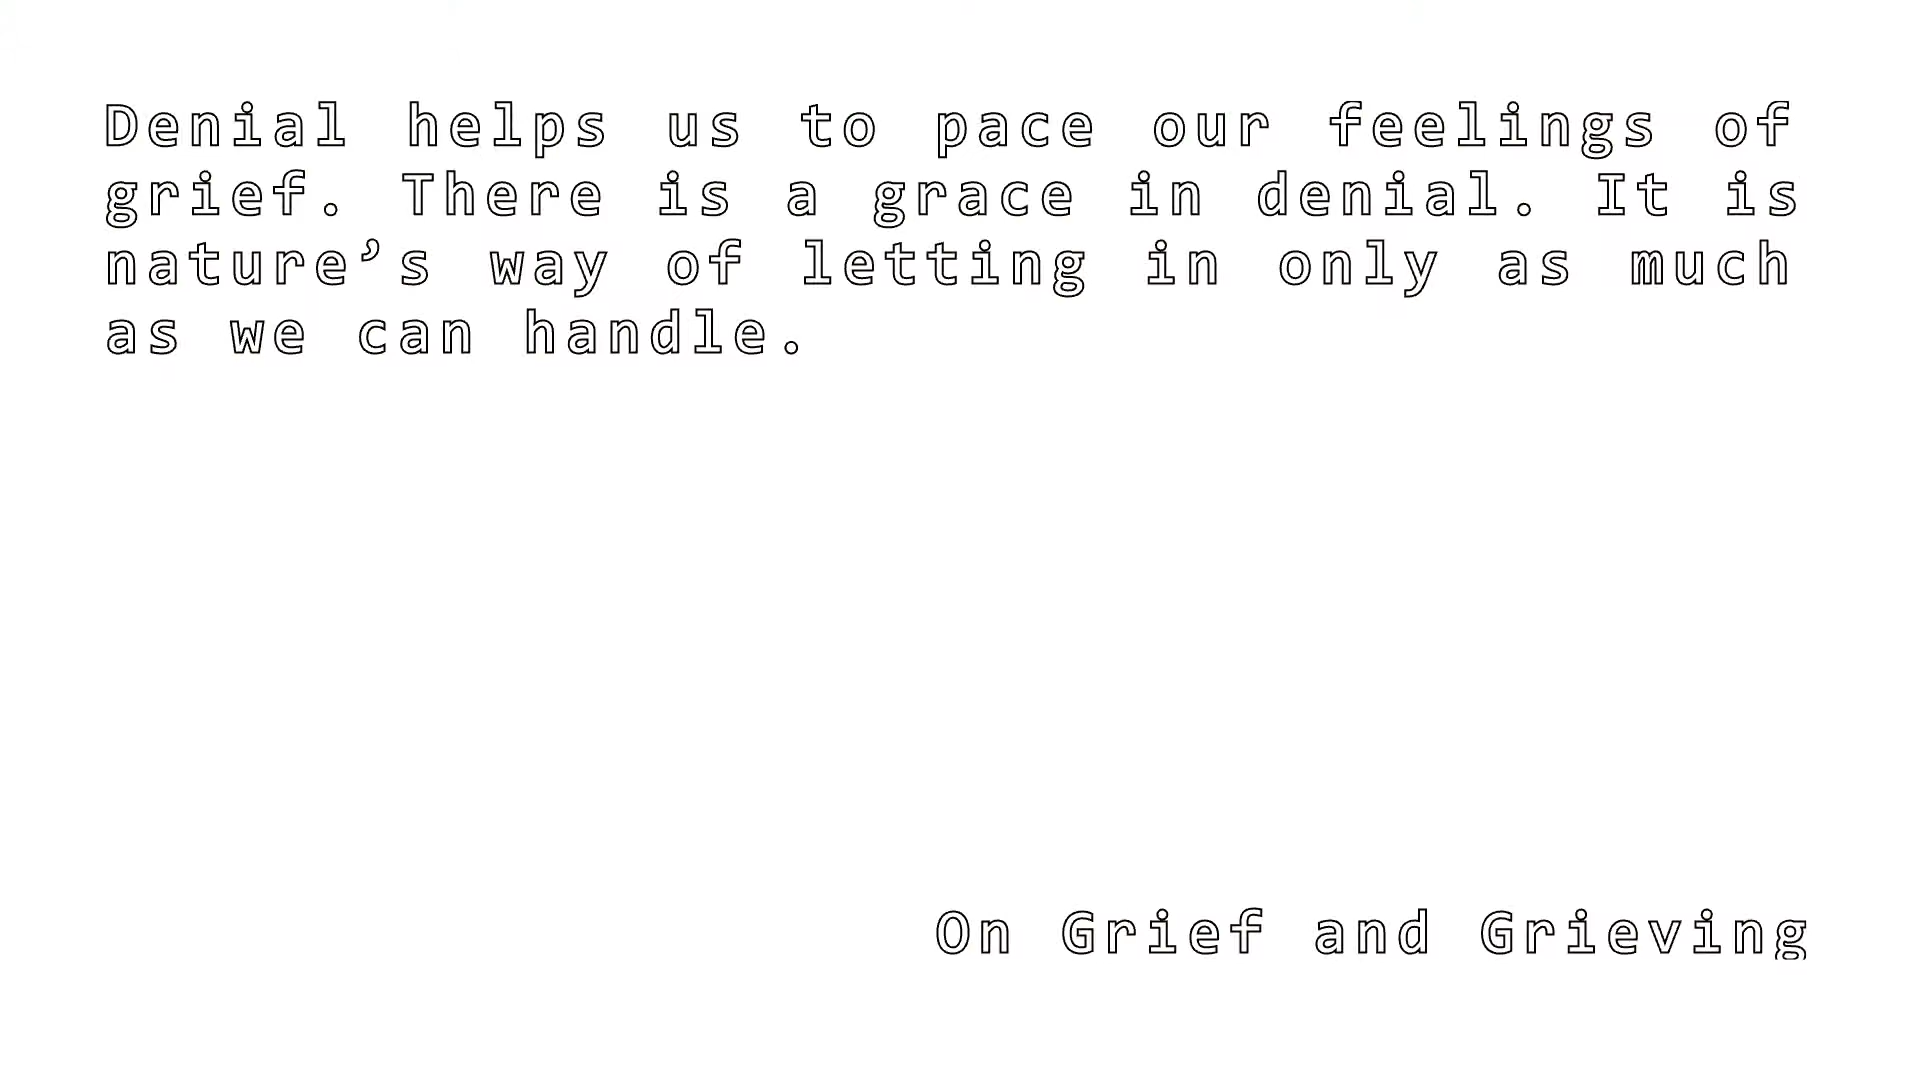 Denial helps us to pace our feelings of
grief. There is a grace in denial. It is
nature’s way of letting in only as much
as we can handle.
On Grief and Grieving